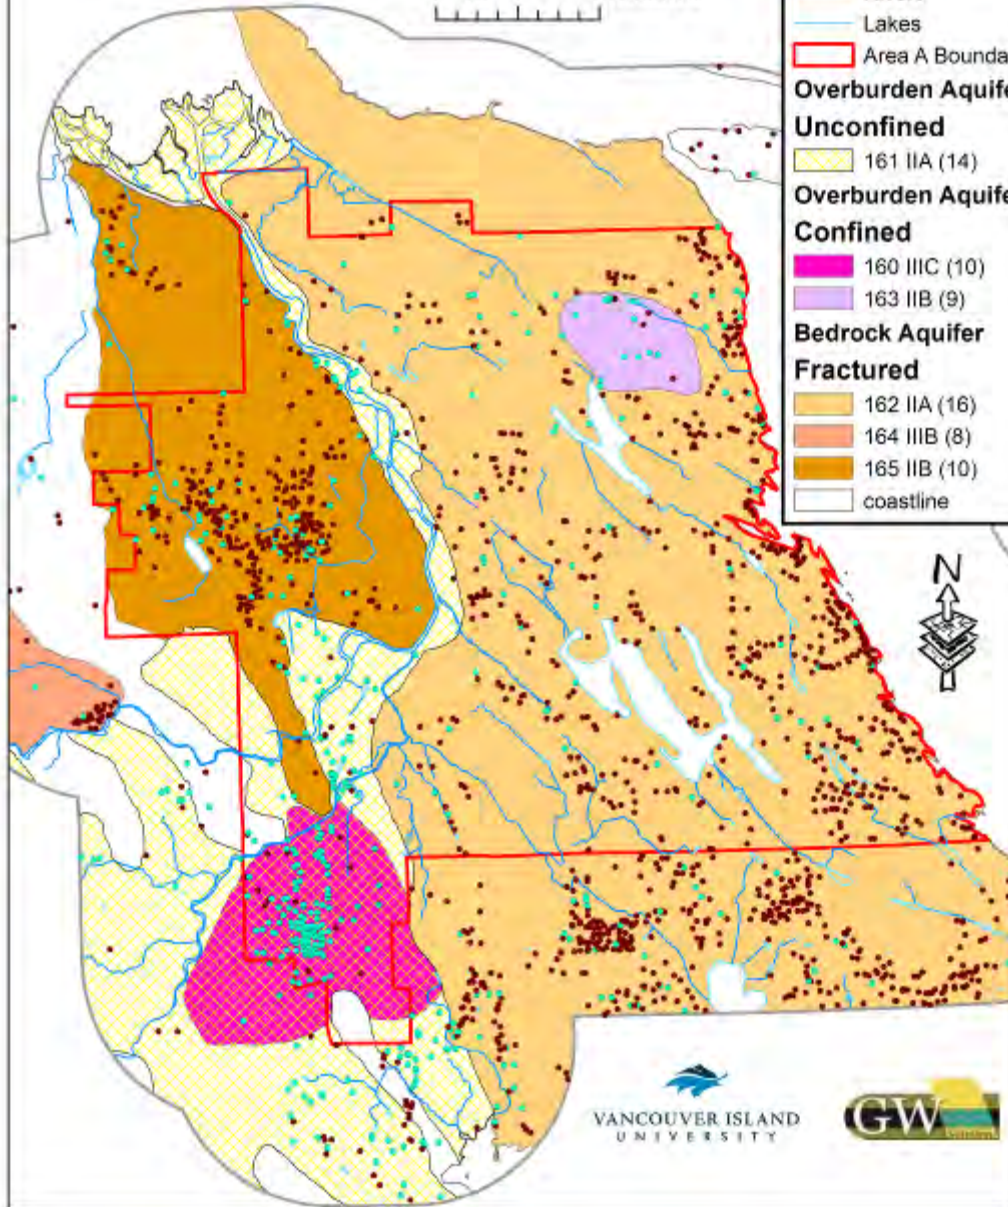 Lakes
Area A Bounda
Overburden Aquife
Unconfined
161 IIA (14)
Overburden Aquife
Confined
160 IIIC (10)
163 IIB (9)
Bedrock Aquifer
Fractured
162 IIA (16)
164 IIIB (8)
165 IIB (10)
coastline
N
VANCOUVER ISLAND
UNIVERSITY
GW